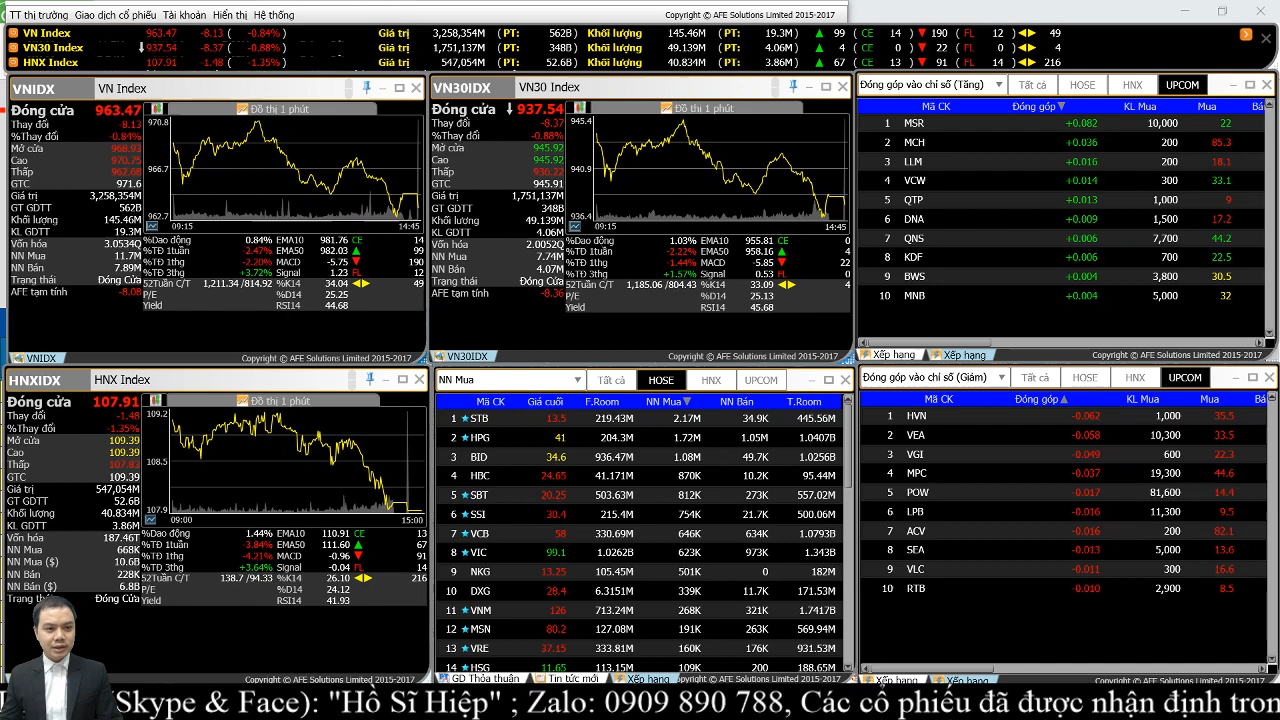 TT thị trường Giao dịch cổ phiếu Tài khoản Hiển thị Hệ thống Copyright © AFE Solutions Limited 2015-2017
VN Index 963.47 -8.13 (-0.84%) Giá trị 3,258,354M (PT: 562B) Khối lượng 145.46M (PT: 19.3M) 99 (CE 14) 190 (FL 12) 49
VN30 Index 937.54 -8.37 (-0.88%) Giá trị 1,751,137M (PT: 348B) Khối lượng 49.139M (PT: 4.06M) 4 (CE 0) 22 (FL 0) 4
HNX Index 107.91 -1.48 (-1.35%) Giá trị 547,054M (PT: 52.6B) Khối lượng 40.834M (PT: 3.86M) 67 (CE 13) 91 (FL 14) 216
VNIDX VN Index
Đóng cửa 963.47 Đồ thị 1 phút
Thay đổi -8.13
%Thay đổi -0.84%
Mở cửa 968.93
Cao 970.75
Thấp 962.68
GTC 971.6
Giá trị 3,258,354M
GT GDTT 562B
Khối lượng 145.46M
KL GDTT 19.3M
Vốn hóa 3.0534Q
NN Mua 11.7M
NN Bán 7.89M
Trạng thái Đóng Cửa
AFE tạm tính -8.08
970.8
966.7
962.7
09:15 14:45
%Dao động 0.84% EMA10 981.76 CE 14
%TĐ 1tuần -2.47% EMA50 982.03 99
%TĐ 1thg -2.20% MACD -5.75 190
%TĐ 3thg +3.72% Signal 1.23 FL 12
52Tuần C/T 1,211.34 /814.92 %K14 34.04 49
P/E %D14 25.25
Yield RSI14 44.68
VNIDX Copyright © AFE Solutions Limited 2015-2017
VN30IDX VN30 Index
Đóng cửa 937.54 Đồ thị 1 phút
Thay đổi -8.37
%Thay đổi -0.88%
Mở cửa 945.92
Cao 945.92
Thấp 936.22
GTC 945.91
Giá trị 1,751,137M
GT GDTT 348B
Khối lượng 49.139M
KL GDTT 4.06M
Vốn hóa 2.0052Q
NN Mua 7.74M
NN Bán 4.07M
Trạng thái Đóng Cửa
AFE tạm tính -8.36
945.4
940.9
936.4
09:15 14:45
%Dao động 1.03% EMA10 955.81 CE 0
%TĐ 1tuần -2.22% EMA50 958.16 4
%TĐ 1thg -1.44% MACD -5.85 22
%TĐ 3thg +1.57% Signal 0.53 FL 0
52Tuần C/T 1,185.06 /804.43 %K14 33.09 4
P/E %D14 25.13
Yield RSI14 45.68
VN30IDX Copyright © AFE Solutions Limited 2015-2017
Đóng góp vào chỉ số (Tăng) Tất cả HOSE HNX UPCOM
Mã CK Đóng góp KL Mua Mua Bá
1 MSR +0.082 10,000 22
2 MCH +0.036 200 85.3
3 LLM +0.016 200 18.1
4 VCW +0.014 300 33.1
5 QTP +0.013 1,000 9
6 DNA +0.009 1,500 17.2
7 QNS +0.009 7,700 44.2
8 KDF +0.006 700 22.5
9 BWS +0.004 3,800 30.5
10 MNB +0.004 5,000 32
Xếp hạng Xếp hạng Copyright © AFE Solutions Limited 2015-2017
HNXIDX HNX Index
Đóng cửa 107.91 Đồ thị 1 phút
Thay đổi -1.48
%Thay đổi -1.35%
Mở cửa 109.39
Cao 109.39
Thấp 107.83
GTC 109.39
Giá trị 547,054M
GT GDTT 52.6B
Khối lượng 40.834M
KL GDTT 3.86M
Vốn hóa 187.46T
NN Mua 668K
NN Mua ($) 10.6B
NN Bán 228K
NN Bán ($) 6.8B
Đóng Cửa
109.2
108.5
107.9
09:00 15:00
%Dao động 1.44% EMA10 110.91 CE 13
%TĐ 1tuần -3.84% EMA50 111.60 67
%TĐ 1thg -4.21% MACD -0.96 91
%TĐ 3thg +3.64% Signal -0.04 FL 14
52Tuần C/T 138.7 /94.33 %K14 26.10 216
P/E %D14 24.12
Yield RSI14 41.93
Copyright © AFE Solutions Limited 2015-2017
NN Mua Tất cả HOSE HNX UPCOM
Mã CK Giá cuối F.Room NN Mua NN Bán T.Room
1 STB 13.5 219.43M 2.17M 34.9K 445.56M
2 HPG 41 204.3M 1.72M 1.05M 1.0407B
3 BID 34.6 936.47M 1.08M 49.7K 1.0256B
4 HBC 24.65 41.171M 870K 10.2K 95.44M
5 SBT 20.25 503.63M 812K 273K 557.02M
6 SSI 30.4 215.4M 754K 21.7K 500.06M
7 VCB 58 330.69M 646K 634K 1.0793B
8 VIC 99.1 1.0262B 623K 973K 1.343B
9 NKG 13.25 105.45M 501K 0 182M
10 DXG 28.4 6.3151M 339K 11.7K 171.53M
11 VNM 126 713.24M 268K 321K 1.7417B
12 MSN 80.2 127.08M 191K 263K 569.94M
13 VRE 37.15 333.81M 160K 176K 931.53M
14 HSG 11.65 113.15M 109K 200 188.65M
GD Thỏa thuận Tin tức mới Xếp hạng Copyright © AFE Solutions Limited 2015-2017
Đóng góp vào chỉ số (Giảm) Tất cả HOSE HNX UPCOM
Mã CK Đóng góp KL Mua Mua Bá
1 HVN -0.062 1,000 35.5
2 VEA -0.058 10,300 33.5
3 VGI -0.049 600 22.3
4 MPC -0.037 19,300 44.6
5 POW -0.017 81,600 14.4
6 LPB -0.016 11,300 9.5
7 ACV -0.016 200 82.1
8 SEA -0.013 5,000 13.6
9 VLC -0.011 300 16.6
10 RTB -0.010 2,900 8.5
Xếp hạng Xếp hạng Copyright © AFE Solutions Limited 2015-2017
(Skype & Face): "Hồ Sĩ Hiệp" ; Zalo: 0909 890 788, Các cổ phiếu đã được nhận định tron